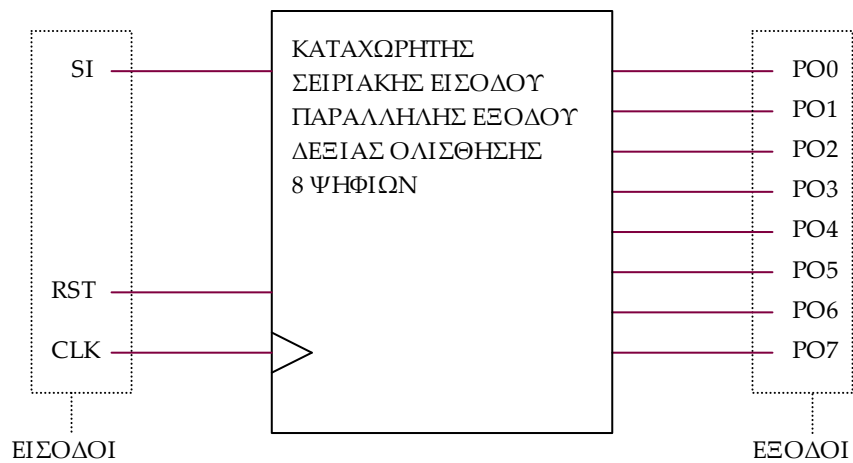 SI
RST
CLK
ΕΙΣΟΔΟΙ
ΚΑΤΑΧΩΡΗΤΗΣ
ΣΕΙΡΙΑΚΗΣ ΕΙΣΟΔΟΥ
ΠΑΡΑΛΛΗΛΗΣ ΕΞΟΔΟΥ
ΔΕΞΙΑΣ ΟΛΙΣΘΗΣΗΣ
8 ΨΗΦΙΩΝ
PO0
PO1
PO2
PO3
PO4
PO5
PO6
PO7
ΕΞΟΔΟΙ